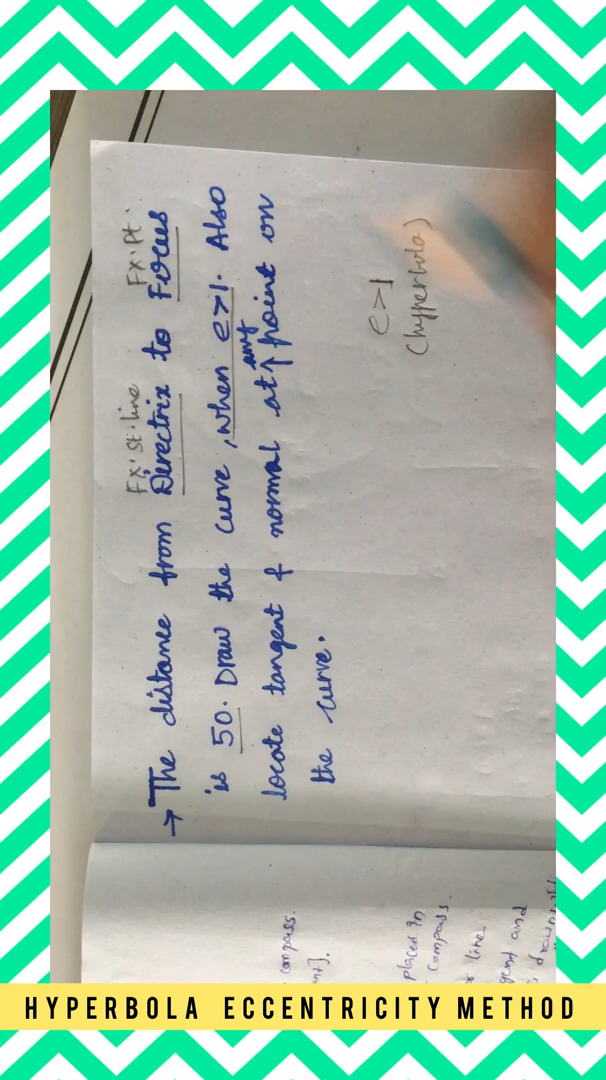 Fx. St. line Fx. Pt.
→ The distance from Directrix to Focus
is 50. Draw the curve, when e>1. Also
any
locate tangent & normal at ↑ point on
the curve.
e>1
(hyperbola)
compass.
placed in
compass.
line
and
HYPERBOLA ECCENTRICITY METHOD